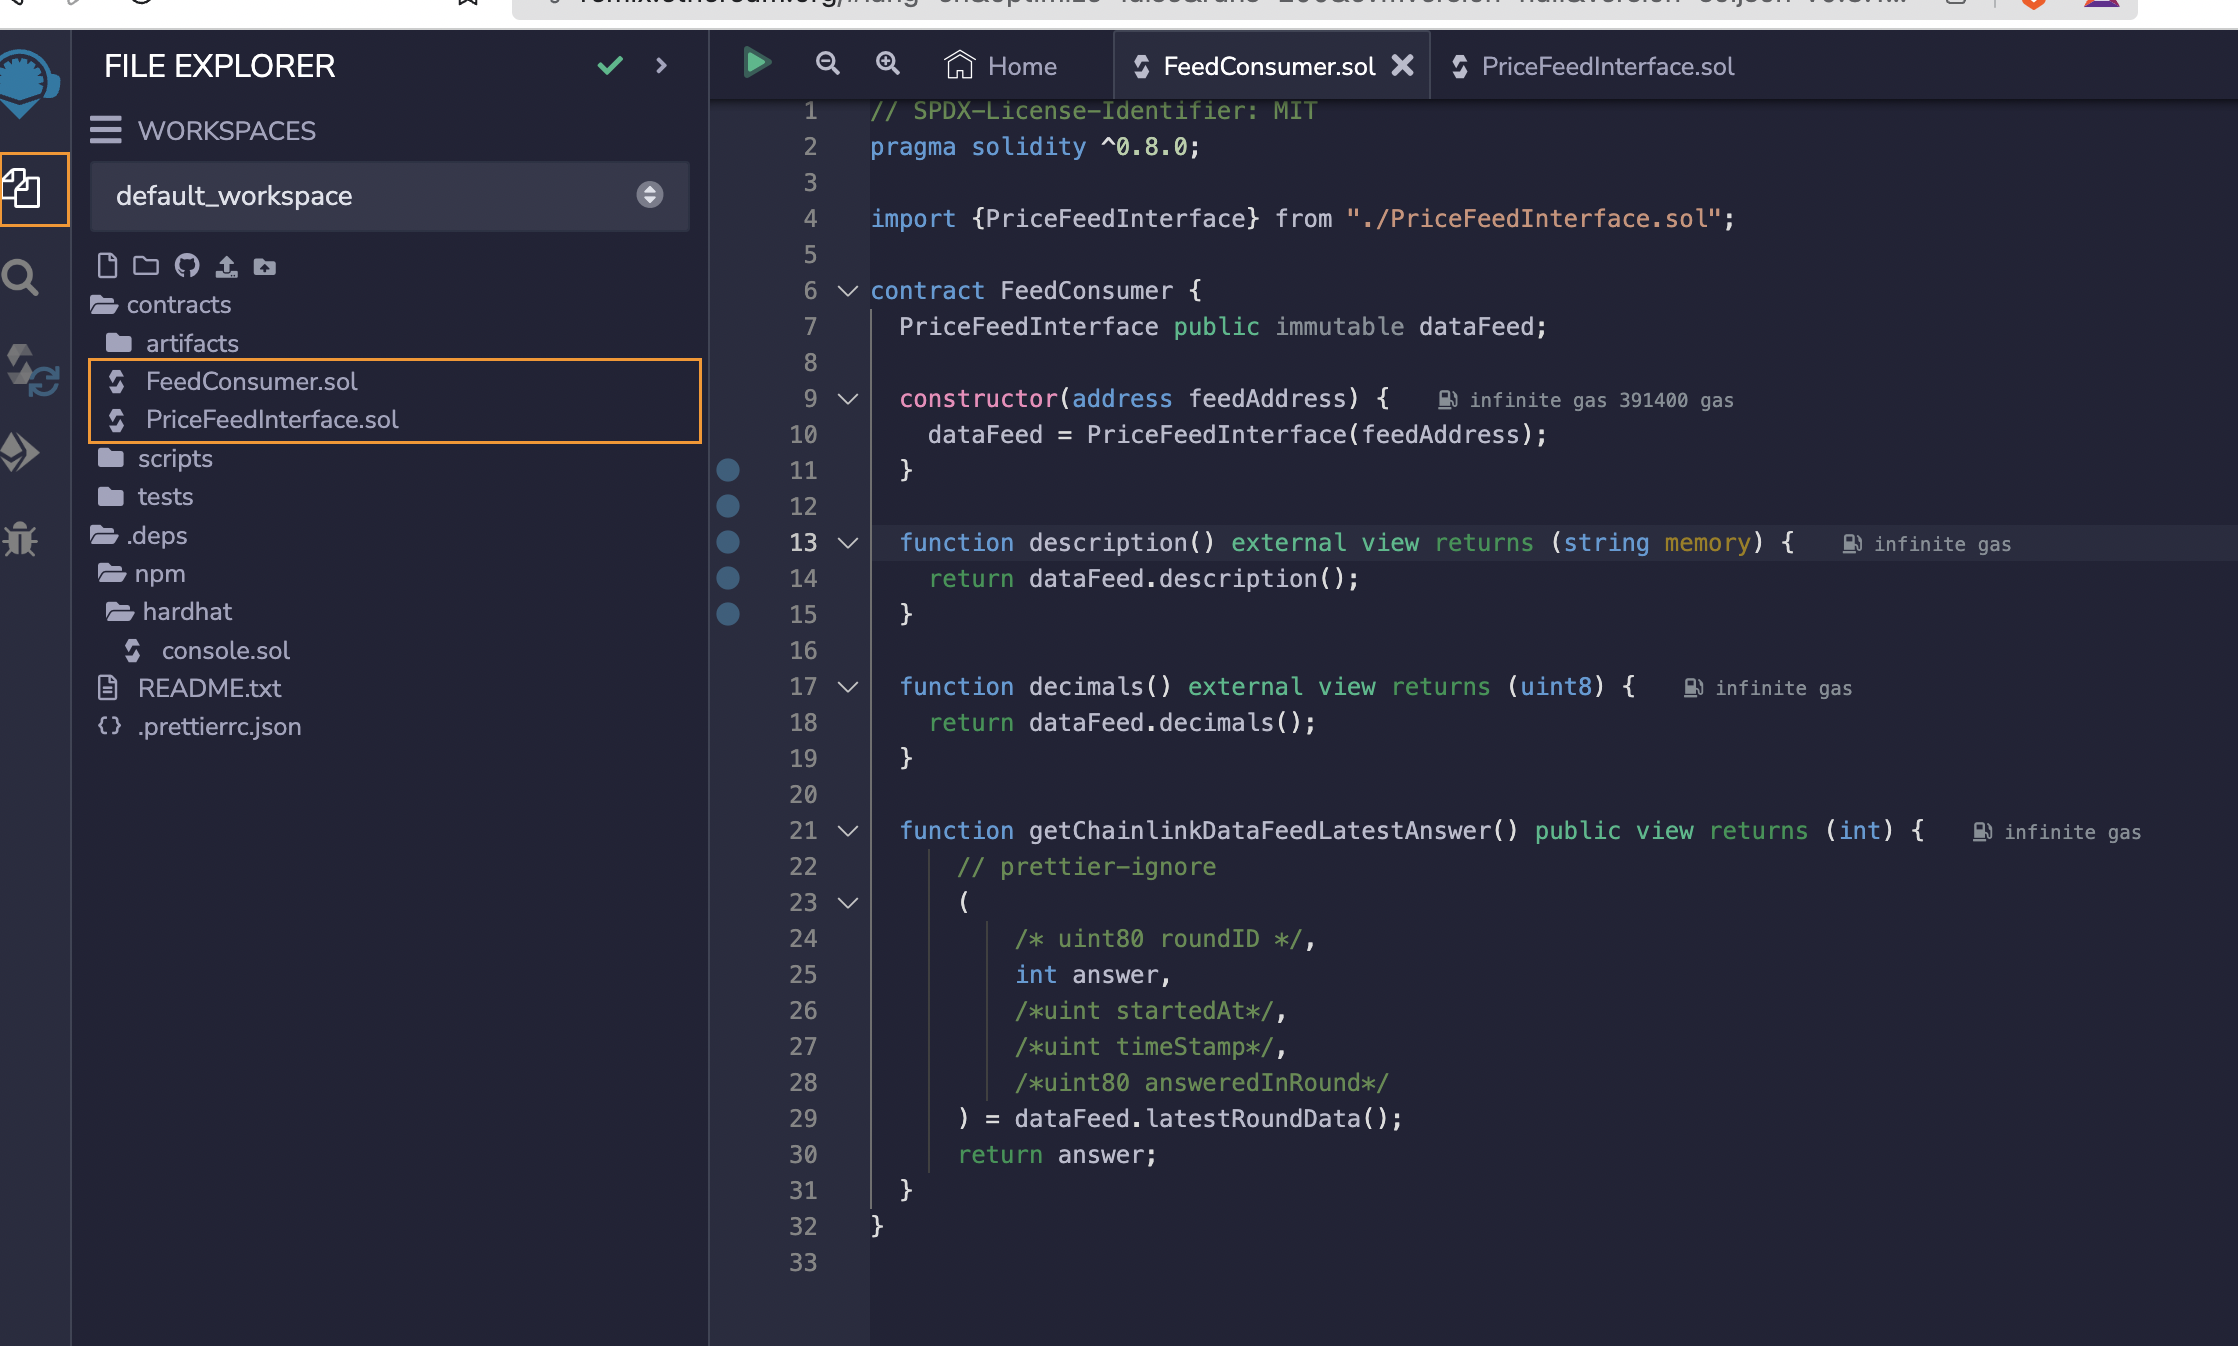 FILE EXPLORER
WORKSPACES
default_workspace
contracts
artifacts
FeedConsumer.sol
PriceFeedInterface.sol
scripts
tests
.deps
npm
hardhat
console.sol
README.txt
.prettierrc.json
Home
FeedConsumer.sol
PriceFeedInterface.sol
1 // SPDX-License-Identifier: MIT
2 pragma solidity ^0.8.0;
3
4 import {PriceFeedInterface} from "./PriceFeedInterface.sol";
5
6 contract FeedConsumer {
7 PriceFeedInterface public immutable dataFeed;
8
9 constructor(address feedAddress) { infinite gas 391400 gas
10 dataFeed = PriceFeedInterface(feedAddress);
11 }
12
13 function description() external view returns (string memory) { infinite gas
14 return dataFeed.description();
15 }
16
17 function decimals() external view returns (uint8) { infinite gas
18 return dataFeed.decimals();
19 }
20
21 function getChainlinkDataFeedLatestAnswer() public view returns (int) { infinite gas
22 // prettier-ignore
23 (
24 /* uint80 roundID */,
25 int answer,
26 /*uint startedAt*/,
27 /*uint timeStamp*/,
28 /*uint80 answeredInRound*/
29 ) = dataFeed.latestRoundData();
30 return answer;
31 }
32 }
33